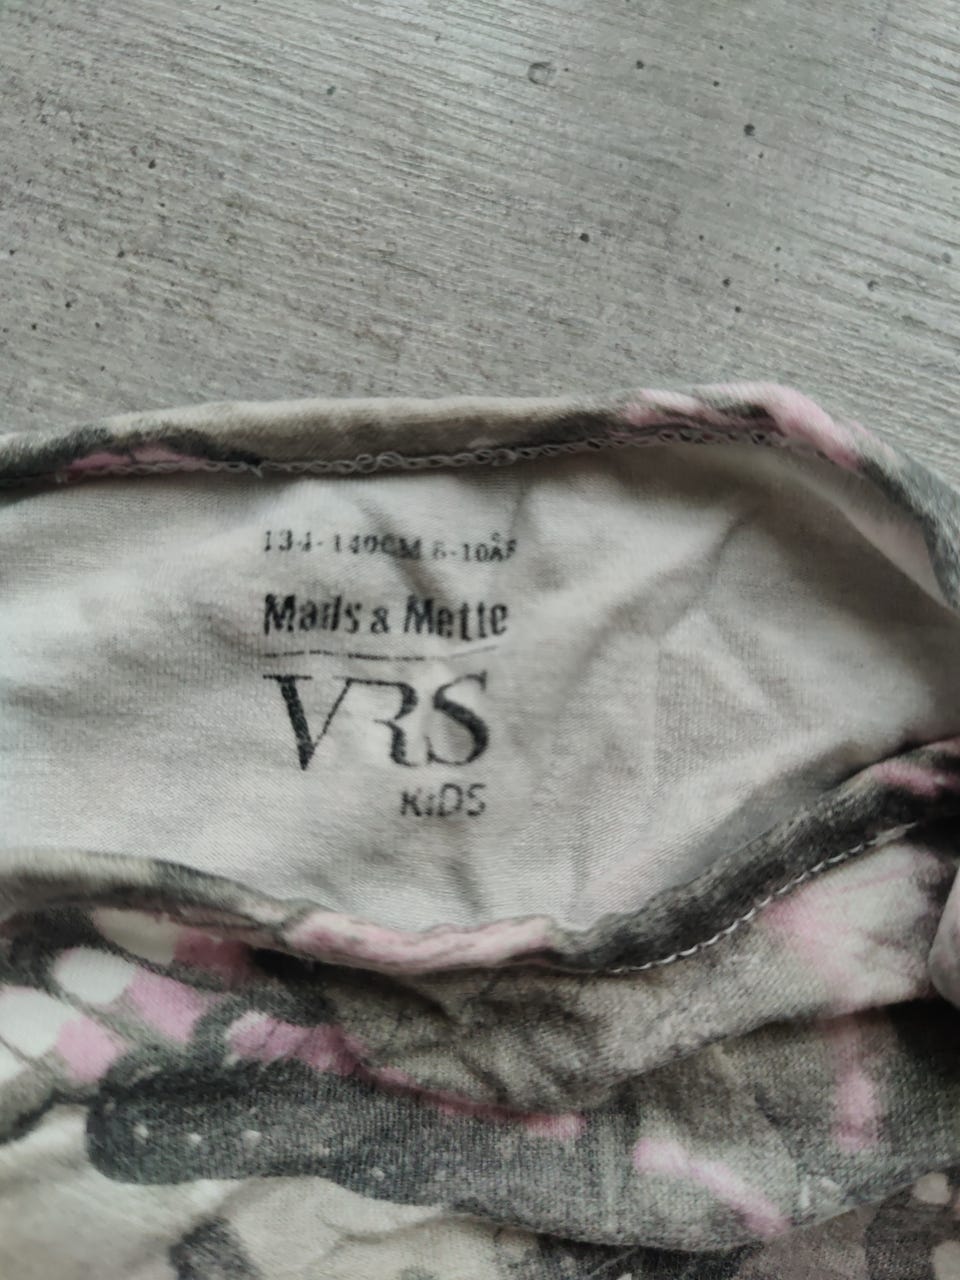 134-140CM 8-10ÅR
Mads & Mette
VRS
KiDS